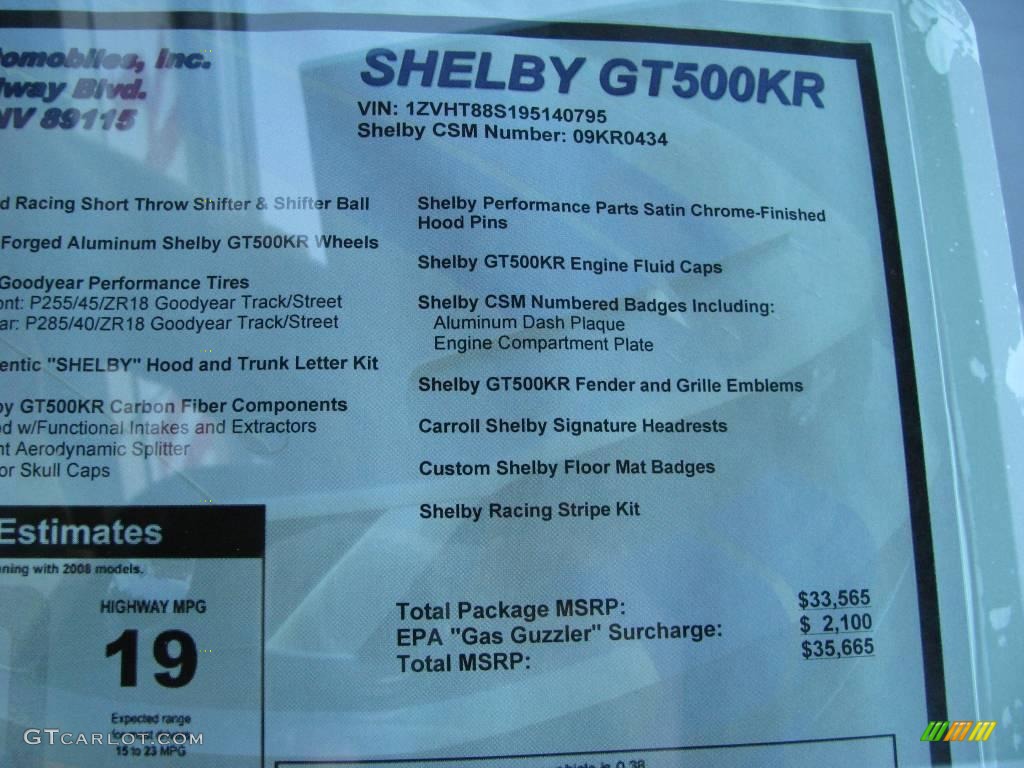 omobiles, Inc.
way Blvd.
NV 89115
SHELBY GT500KR
VIN: 1ZVHT88S195140795
Shelby CSM Number: 09KR0434
d Racing Short Throw Shifter & Shifter Ball
Forged Aluminum Shelby GT500KR Wheels
Goodyear Performance Tires
ont: P255/45/ZR18 Goodyear Track/Street
ar: P285/40/ZR18 Goodyear Track/Street
entic "SHELBY" Hood and Trunk Letter Kit
by GT500KR Carbon Fiber Components
d w/Functional Intakes and Extractors
nt Aerodynamic Splitter
or Skull Caps
Shelby Performance Parts Satin Chrome-Finished
Hood Pins
Shelby GT500KR Engine Fluid Caps
Shelby CSM Numbered Badges Including:
Aluminum Dash Plaque
Engine Compartment Plate
Shelby GT500KR Fender and Grille Emblems
Carroll Shelby Signature Headrests
Custom Shelby Floor Mat Badges
Shelby Racing Stripe Kit
Estimates
ning with 2008 models.
HIGHWAY MPG
19
Expected range
15 to 23 MPG
Total Package MSRP: $33,565
EPA "Gas Guzzler" Surcharge: $ 2,100
Total MSRP: $35,665
is 0.38
GTCARLOT.COM